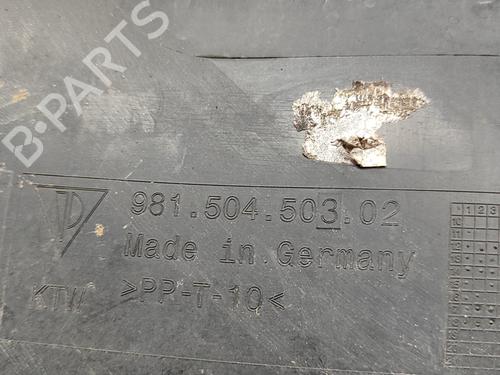 B-PARTS
981.504.503.02
Made in Germany
KTW >PP-T-10<